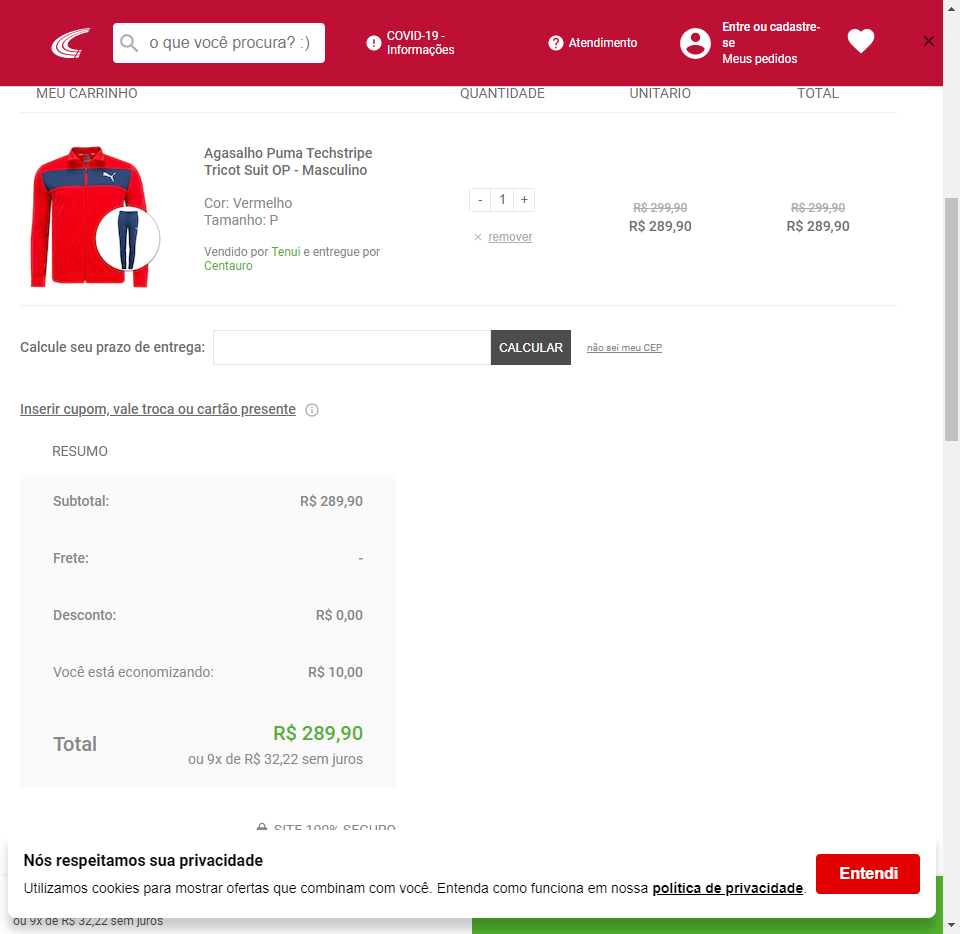 o que você procura? :)
COVID-19 -
Informações
Atendimento
Entre ou cadastre-
se
Meus pedidos
MEU CARRINHO QUANTIDADE UNITÁRIO TOTAL
Agasalho Puma Techstripe
Tricot Suit OP - Masculino
Cor: Vermelho
Tamanho: P
Vendido por Tenui e entregue por
Centauro
- 1 +
× remover
R$ 299,90
R$ 289,90
R$ 299,90
R$ 289,90
Calcule seu prazo de entrega: CALCULAR não sei meu CEP
Inserir cupom, vale troca ou cartão presente
RESUMO
Subtotal: R$ 289,90
Frete: -
Desconto: R$ 0,00
Você está economizando: R$ 10,00
Total R$ 289,90
ou 9x de R$ 32,22 sem juros
SITE 100% SEGURO
Nós respeitamos sua privacidade
Utilizamos cookies para mostrar ofertas que combinam com você. Entenda como funciona em nossa política de privacidade.
Entendi
ou 9x de R$ 32,22 sem juros